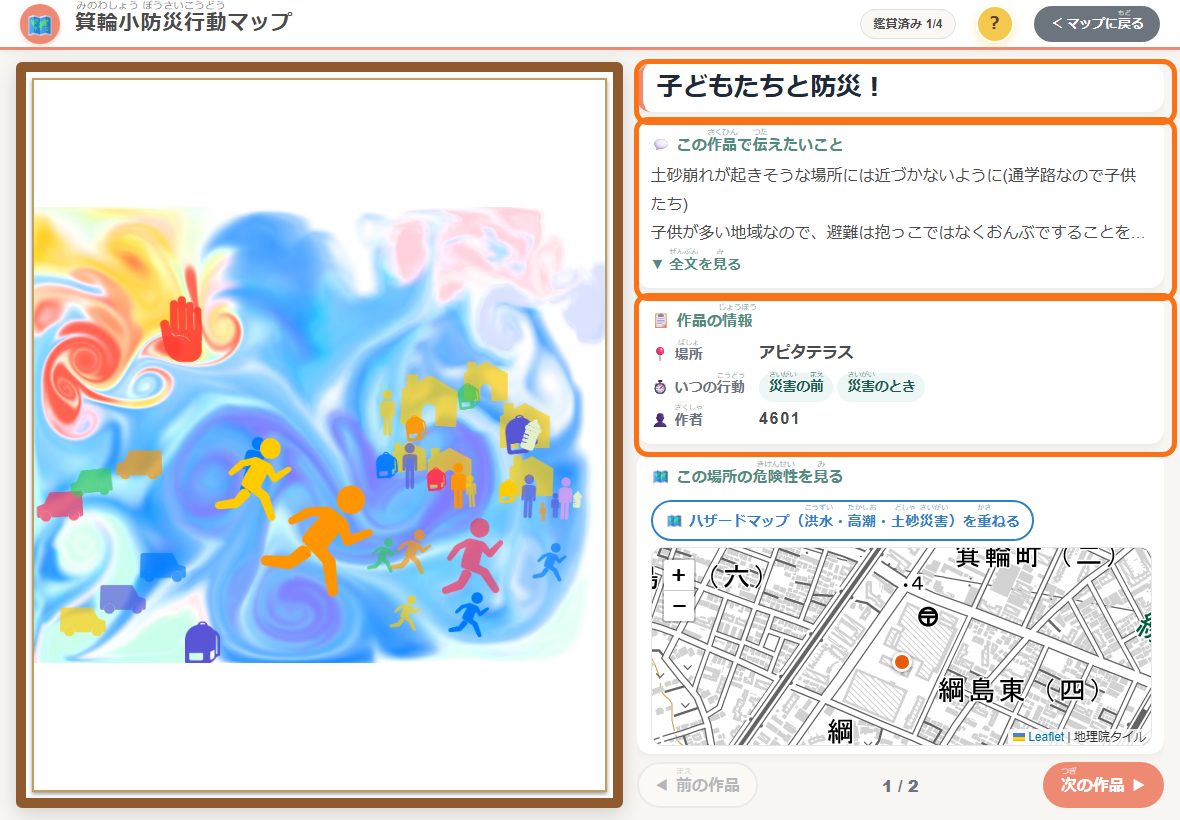 みのわしょう ぼうさいこうどう
箕輪小防災行動マップ
鑑賞済み 1/4
?
もど
< マップに戻る
子どもたちと防災！
さくひん つた
この作品で伝えたいこと
土砂崩れが起きそうな場所には近づかないように(通学路なので子供
たち)
子供が多い地域なので、避難は抱っこではなくおんぶですることを…
ぜんぶん み
▼ 全文を見る
じょうほう
作品の情報
ばしょ
場所 アピタテラス
こうどう さいがい まえ さいがい
いつの行動 災害の前 災害のとき
さくしゃ
作者 4601
きけんせい み
この場所の危険性を見る
こうずい たかしお どしゃ さいがい かさ
ハザードマップ（洪水・高潮・土砂災害）を重ねる
箕輪町（二）
（六）
+
−
.4
綱島東（四）
綱
Leaflet | 地理院タイル
まえ
◀ 前の作品
1 / 2
つぎ
次の作品 ▶